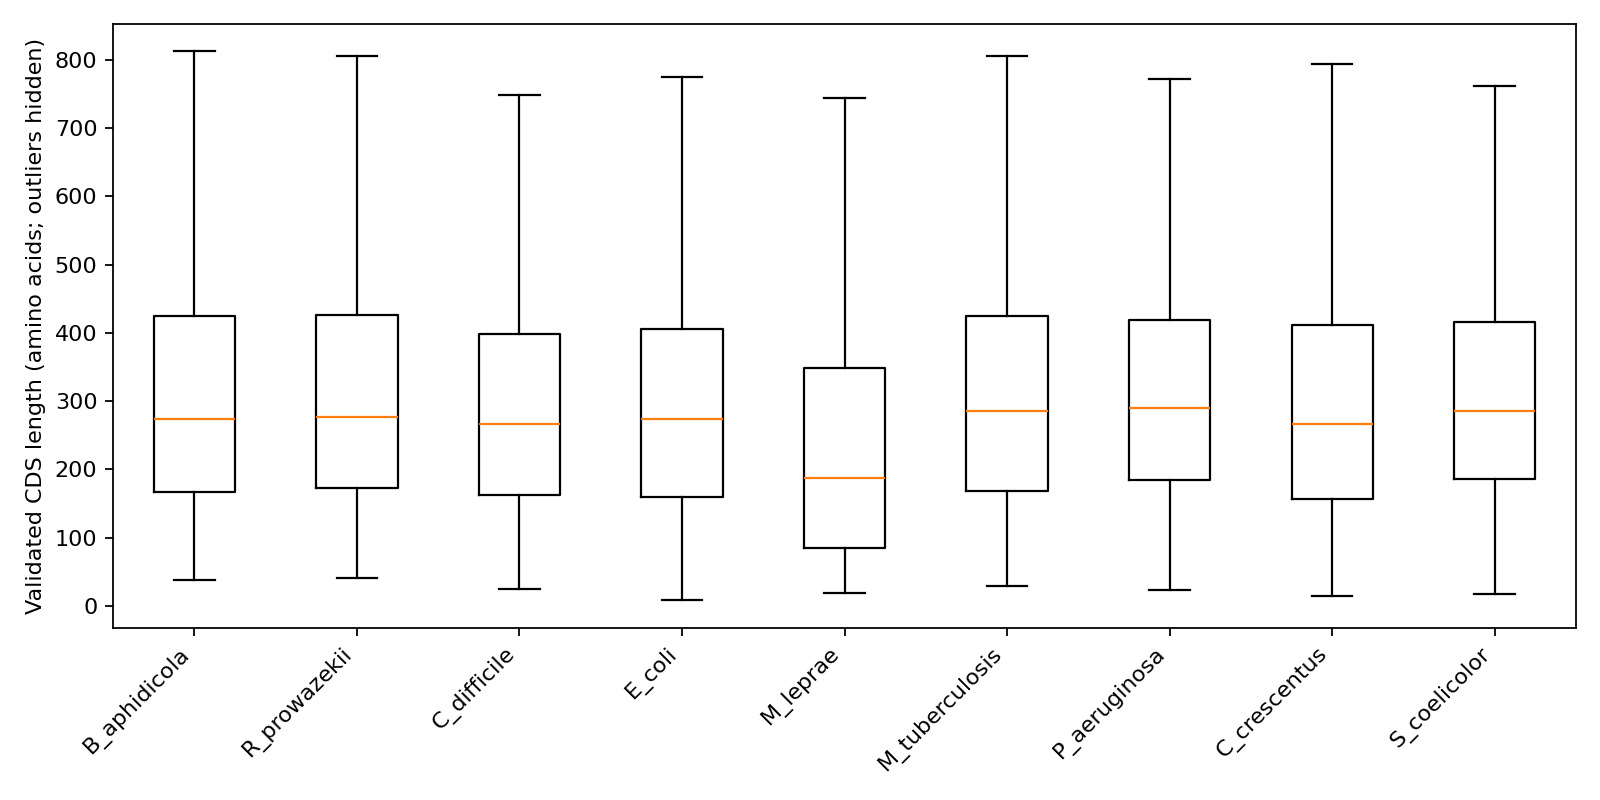 Validated CDS length (amino acids; outliers hidden)
800
700
600
500
400
300
200
100
0
B_aphidicola
R_prowazekii
C_difficile
E_coli
M_leprae
M_tuberculosis
P_aeruginosa
C_crescentus
S_coelicolor